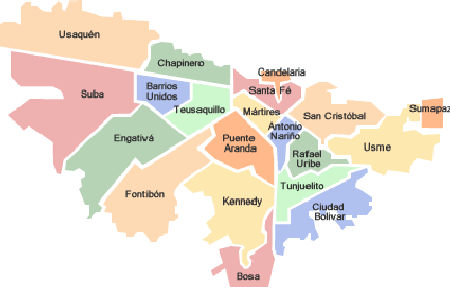 Usaquén
Chapinero
Candelaria
Suba
Barrios
Unidos
Santa Fé
Teusaquillo
Mártires
San Cristóbal
Sumapaz
Engativá
Puente
Aranda
Antonio
Nariño
Rafael
Uribe
Usme
Fontibón
Kennedy
Tunjuelito
Ciudad
Bolivar
Bosa